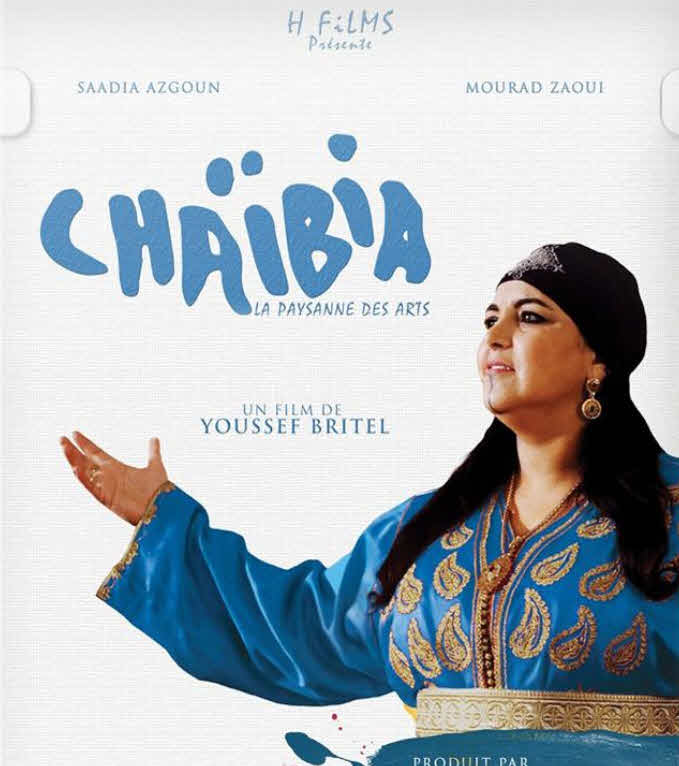 H FiLMS
Présente
SAADIA AZGOUN
MOURAD ZAOUI
CHAÏBIA
LA PAYSANNE DES ARTS
UN FILM DE
YOUSSEF BRITEL
PRODUIT PAR